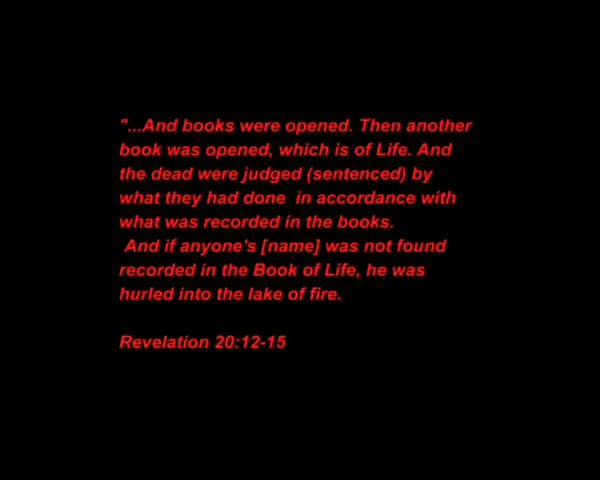 "...And books were opened. Then another
book was opened, which is of Life. And
the dead were judged (sentenced) by
what they had done  in accordance with
what was recorded in the books.
And if anyone's [name] was not found
recorded in the Book of Life, he was
hurled into the lake of fire.
Revelation 20:12-15